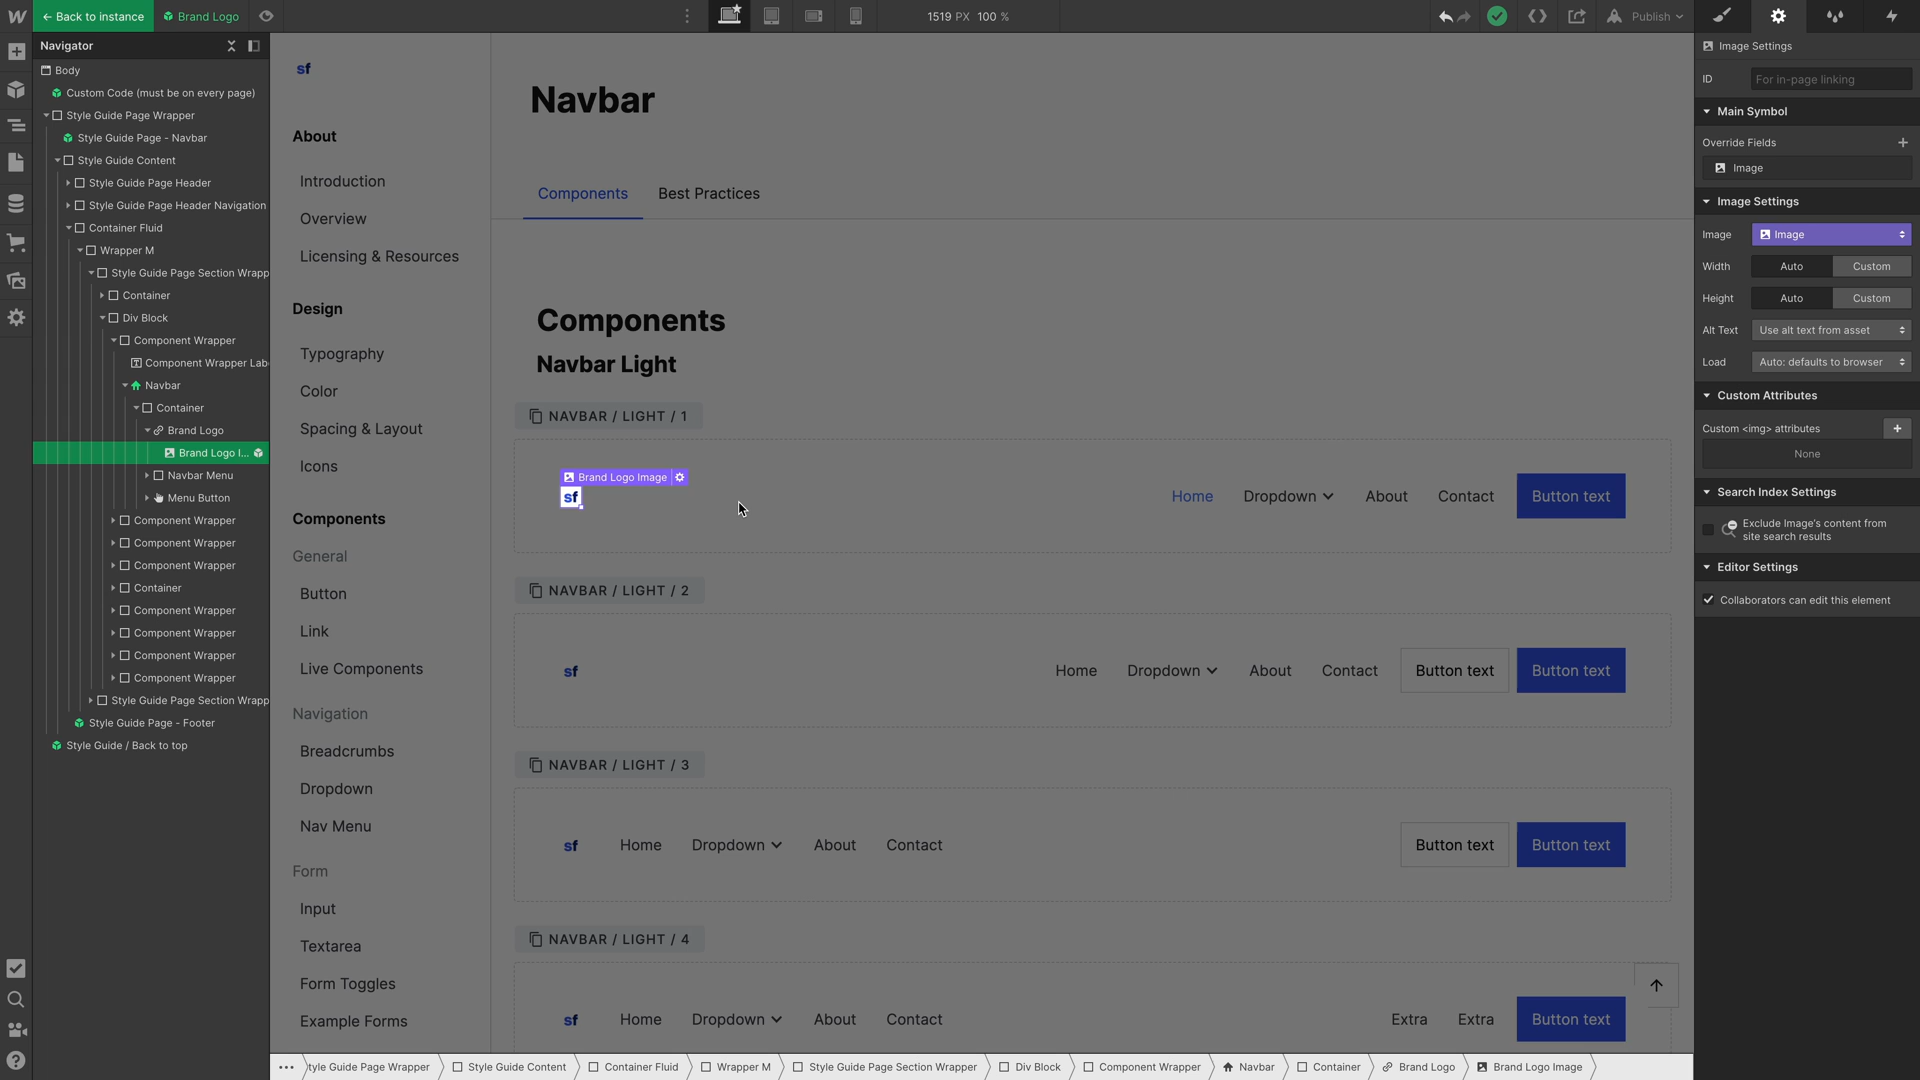 ← Back to instance
Brand Logo
1519 PX 100 %
Publish
Navigator
Body
Custom Code (must be on every page)
Style Guide Page Wrapper
Style Guide Page - Navbar
Style Guide Content
Style Guide Page Header
Style Guide Page Header Navigation
Container Fluid
Wrapper M
Style Guide Page Section Wrapp
Container
Div Block
Component Wrapper
Component Wrapper Lab
Navbar
Container
Brand Logo
Brand Logo I...
Navbar Menu
Menu Button
Component Wrapper
Component Wrapper
Component Wrapper
Container
Component Wrapper
Component Wrapper
Component Wrapper
Component Wrapper
Style Guide Page Section Wrapp
Style Guide Page - Footer
Style Guide / Back to top
sf
About
Introduction
Overview
Licensing & Resources
Design
Typography
Color
Spacing & Layout
Icons
Components
General
Button
Link
Live Components
Navigation
Breadcrumbs
Dropdown
Nav Menu
Form
Input
Textarea
Form Toggles
Example Forms
Navbar
Components
Best Practices
Components
Navbar Light
NAVBAR / LIGHT / 1
Brand Logo Image
sf
Home Dropdown About Contact Button text
NAVBAR / LIGHT / 2
sf Home Dropdown About Contact Button text Button text
NAVBAR / LIGHT / 3
sf Home Dropdown About Contact Button text Button text
NAVBAR / LIGHT / 4
sf Home Dropdown About Contact Extra Extra Button text
Image Settings
ID For in-page linking
Main Symbol
Override Fields
Image
Image Settings
Image Image
Width Auto Custom
Height Auto Custom
Alt Text Use alt text from asset
Load Auto: defaults to browser
Custom Attributes
Custom <img> attributes
None
Search Index Settings
Exclude Image's content from
site search results
Editor Settings
Collaborators can edit this element
... tyle Guide Page Wrapper Style Guide Content Container Fluid Wrapper M Style Guide Page Section Wrapper Div Block Component Wrapper Navbar Container Brand Logo Brand Logo Image